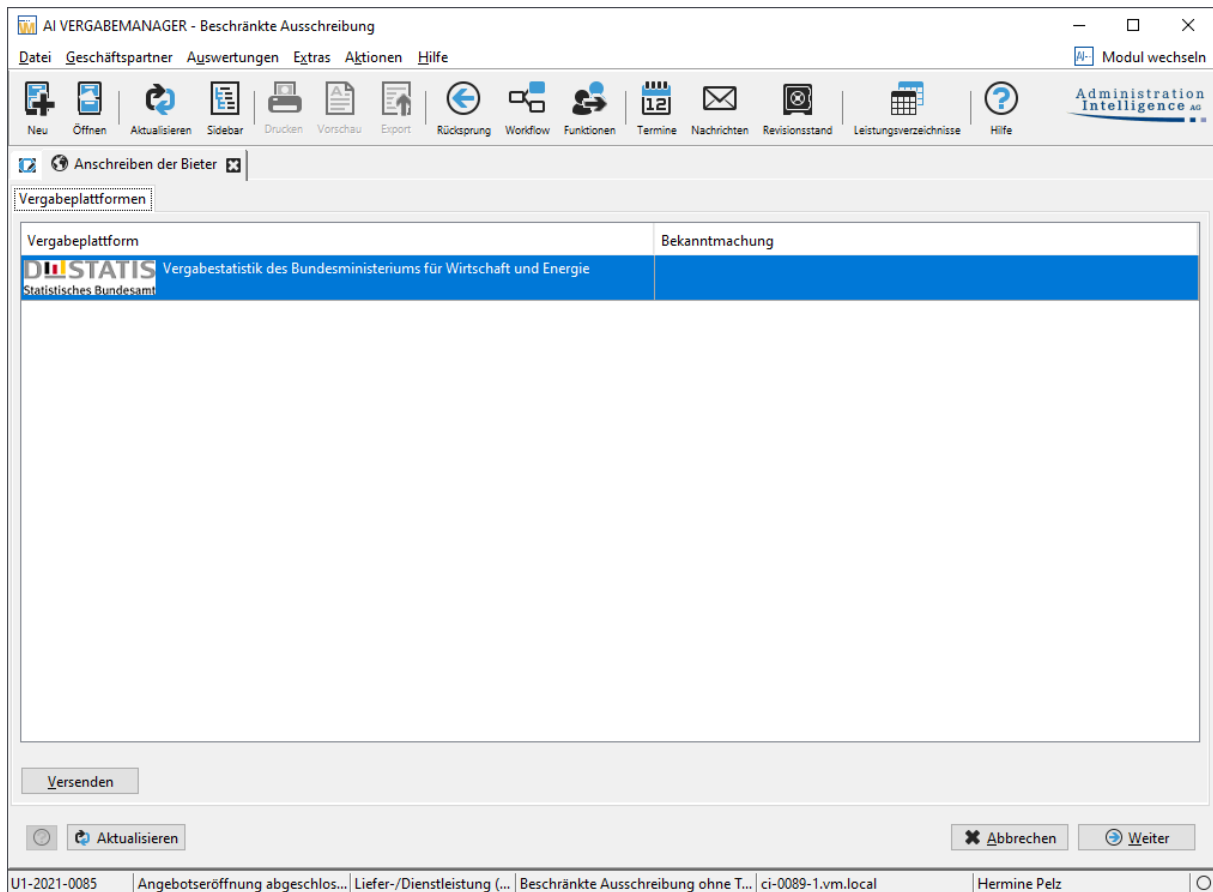 AI VERGABEMANAGER - Beschränkte Ausschreibung
Datei Geschäftspartner Auswertungen Extras Aktionen Hilfe
AI Modul wechseln
12
Neu Öffnen Aktualisieren Sidebar Drucken Vorschau Export Rücksprung Workflow Funktionen Termine Nachrichten Revisionsstand Leistungsverzeichnisse Hilfe
Administration
Intelligence AG
Anschreiben der Bieter
Vergabeplattformen
Vergabeplattform Bekanntmachung
DESTATIS Vergabestatistik des Bundesministeriums für Wirtschaft und Energie
Statistisches Bundesamt
Versenden
Aktualisieren Abbrechen Weiter
U1-2021-0085 Angebotseröffnung abgeschlos... Liefer-/Dienstleistung (... Beschränkte Ausschreibung ohne T... ci-0089-1.vm.local Hermine Pelz